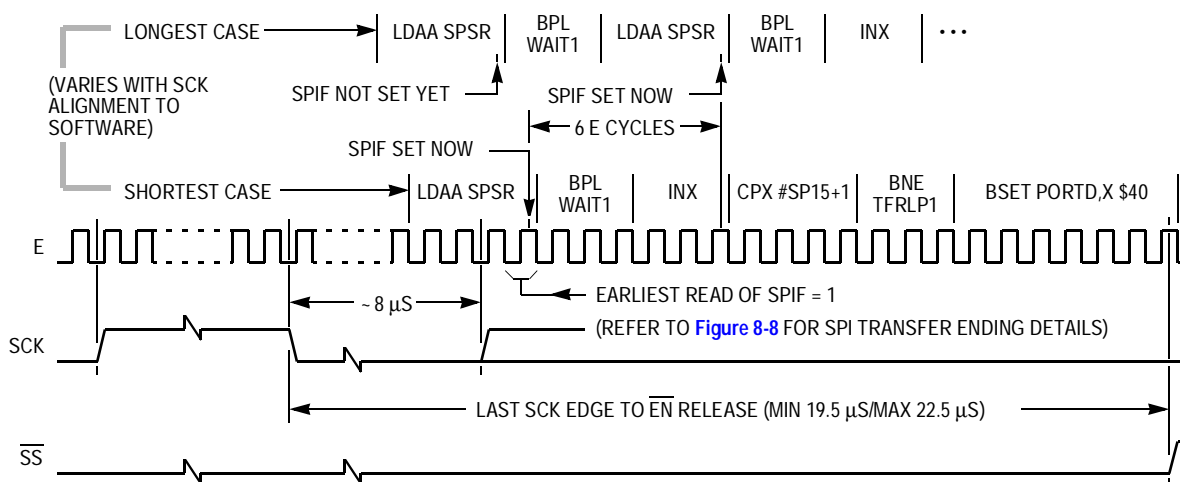 LONGEST CASE
LDAA SPSR
BPL
WAIT1
LDAA SPSR
BPL
WAIT1
INX
•••
(VARIES WITH SCK
ALIGNMENT TO
SOFTWARE)
SPIF NOT SET YET
SPIF SET NOW
6 E CYCLES
SPIF SET NOW
SHORTEST CASE
LDAA SPSR
BPL
WAIT1
INX
CPX #SP15+1
BNE
TFRLP1
BSET PORTD,X $40
E
EARLIEST READ OF SPIF = 1
~ 8 µS
(REFER TO Figure 8-8 FOR SPI TRANSFER ENDING DETAILS)
SCK
LAST SCK EDGE TO EN RELEASE (MIN 19.5 µS/MAX 22.5 µS)
SS